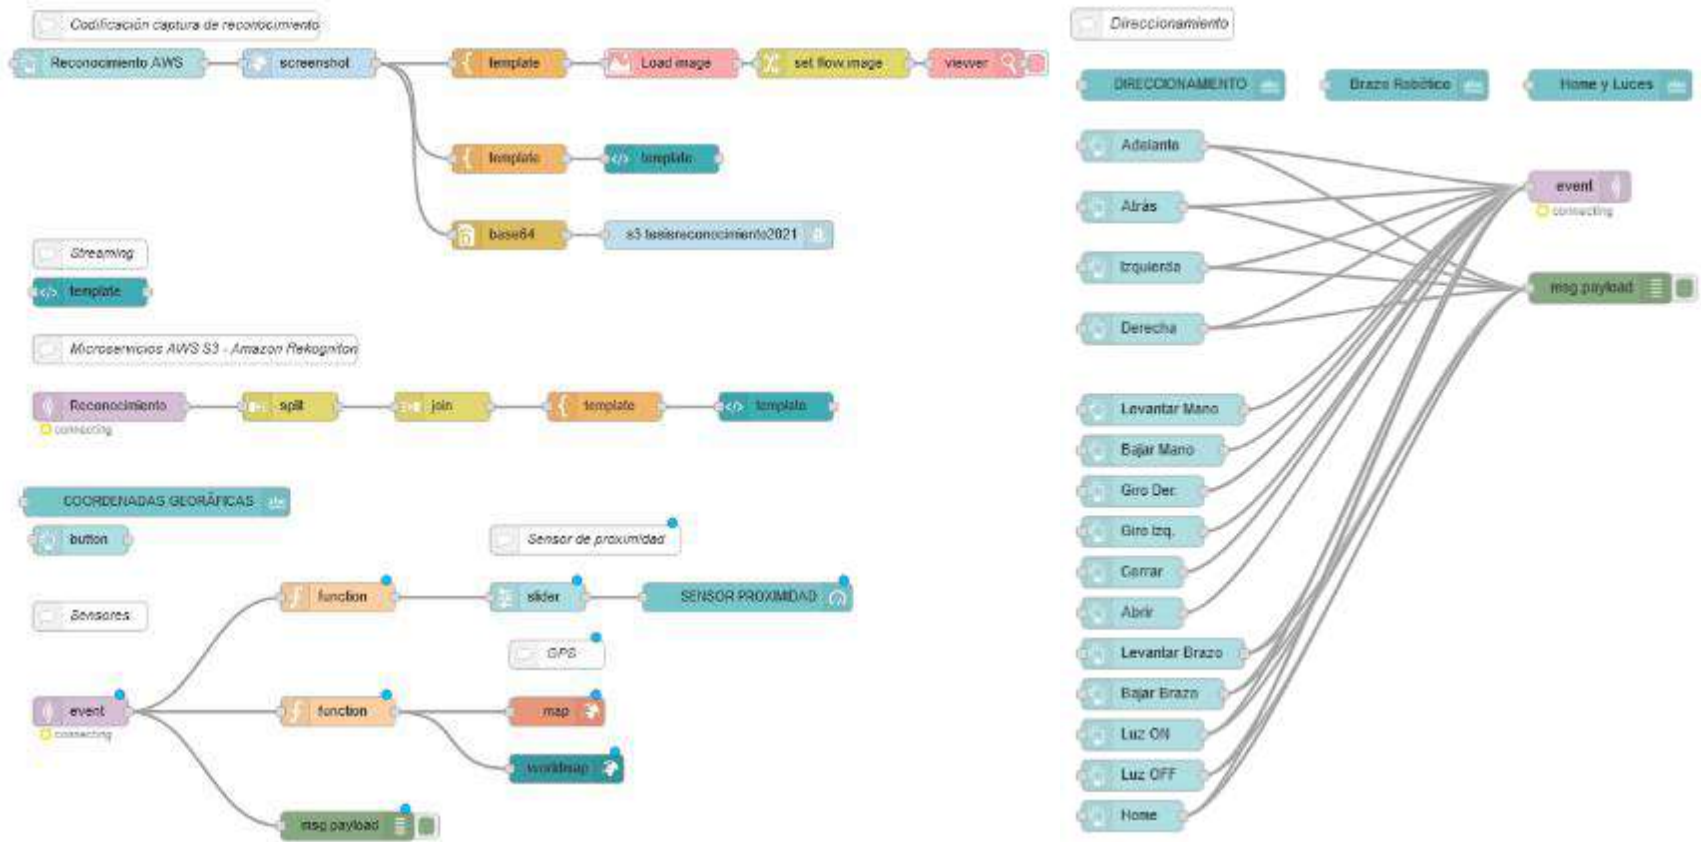 Codificación captura de reconocimiento
Reconocimiento AWS
screenshot
template
Load image
set flow.image
viewer
template
template
base64
s3 tesisreconocimiento2021
Streaming
template
Microservicios AWS S3 - Amazon Rekogniton
Reconocimiento
connecting
split
join
template
template
COORDENADAS GEORÁFICAS
button
Sensor de proximidad
function
slider
SENSOR PROXIMIDAD
Sensores
GPS
event
connecting
function
map
worldmap
msg.payload
Direccionamiento
DIRECCIONAMIENTO
Brazo Robótico
Home y Luces
Adelante
Atrás
Izquierda
Derecha
event
connecting
msg.payload
Levantar Mano
Bajar Mano
Giro Der.
Giro Izq.
Cerrar
Abrir
Levantar Brazo
Bajar Brazo
Luz ON
Luz OFF
Home